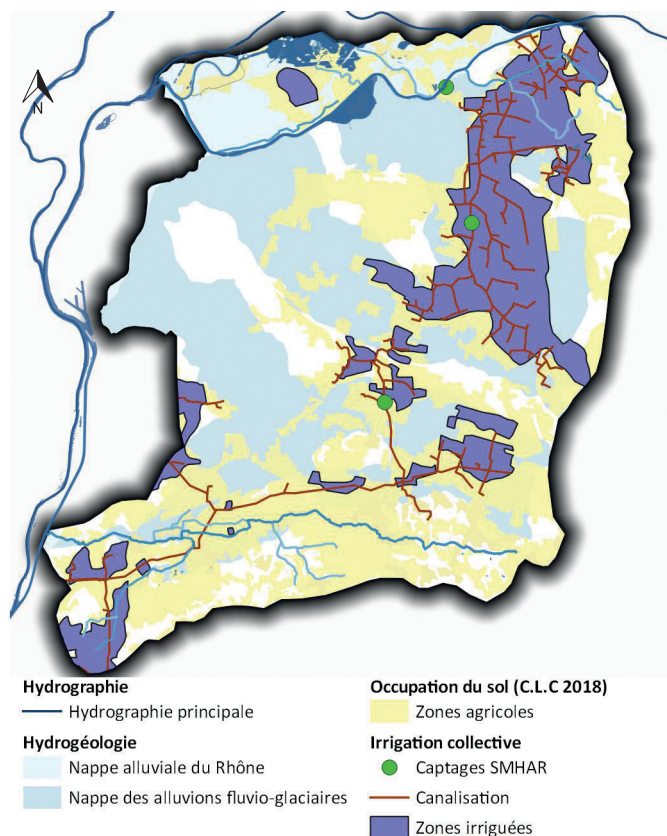 N
Hydrographie
Hydrographie principale
Hydrogéologie
Nappe alluviale du Rhône
Nappe des alluvions fluvio-glaciaires
Occupation du sol (C.L.C 2018)
Zones agricoles
Irrigation collective
Captages SMHAR
Canalisation
Zones irriguées